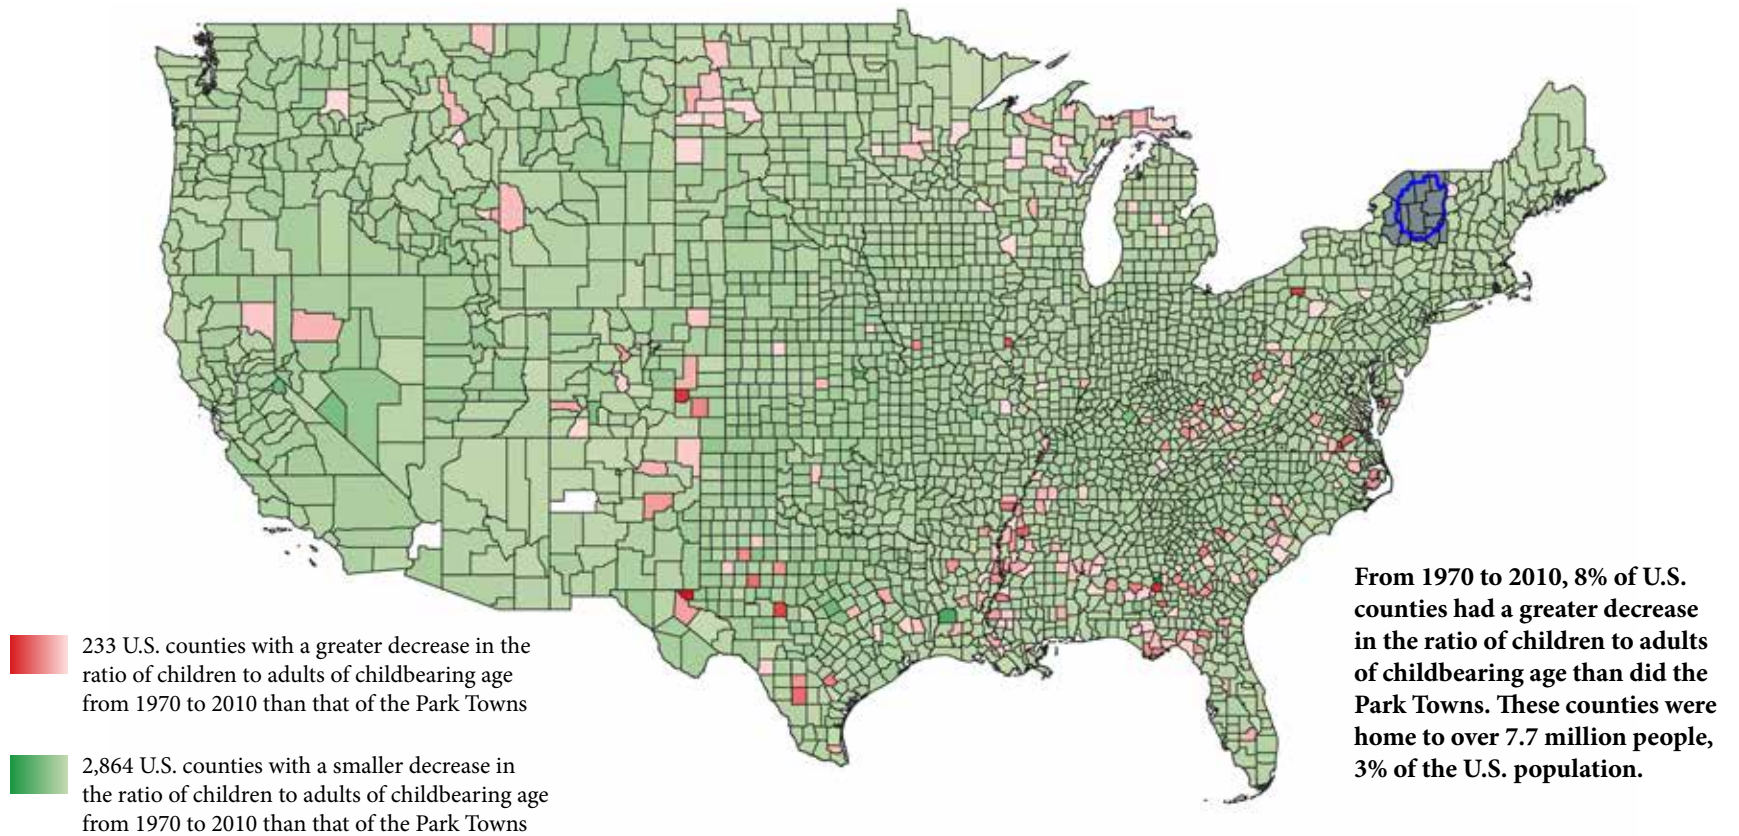 233 U.S. counties with a greater decrease in the
ratio of children to adults of childbearing age
from 1970 to 2010 than that of the Park Towns
2,864 U.S. counties with a smaller decrease in
the ratio of children to adults of childbearing age
from 1970 to 2010 than that of the Park Towns
From 1970 to 2010, 8% of U.S.
counties had a greater decrease
in the ratio of children to adults
of childbearing age than did the
Park Towns. These counties were
home to over 7.7 million people,
3% of the U.S. population.